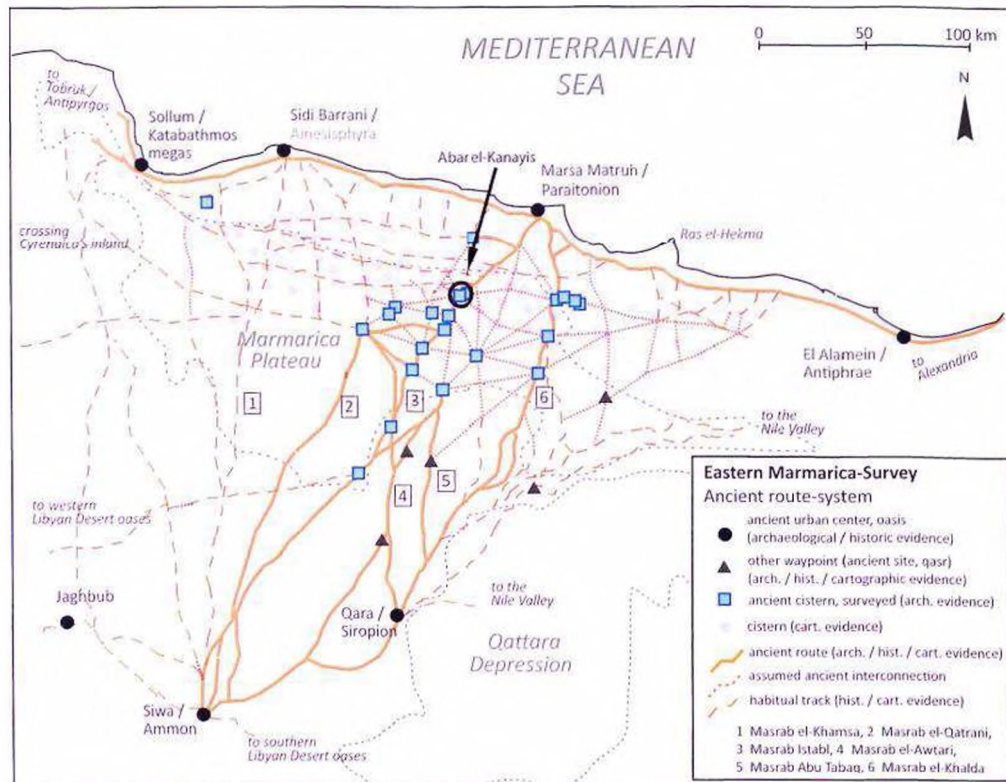 0 50 100 km
MEDITERRANEAN
SEA
N
to
Tobruk /
Antipyrgos
Sollum /
Katabathmos
megas
Sidi Barrani /
Ainesisphyra
Abarel-Kanayis
Marsa Matruh /
Paraitonion
crossing
Cyrenaica's inland
Ras el-Hekma
Marmarica
Plateau
El Alamein /
Antiphrae
to
Alexandria
1
2
3
6
to the
Nile Valley
4
5
to western
Libyan Desert oases
Jaghbub
Qara /
Siropion
to the
Nile Valley
Qattara
Depression
Siwa /
Ammon
to southern
Libyan Desert oases
Eastern Marmarica-Survey
Ancient route-system
ancient urban center, oasis
(archaeological / historic evidence)
other waypoint (ancient site, qasr)
(arch. / hist. / cartographic evidence)
ancient cistern, surveyed (arch. evidence)
cistern (cart. evidence)
ancient route (arch. / hist. / cart. evidence)
assumed ancient interconnection
habitual track (hist. / cart. evidence)
1 Masrab el-Khamsa, 2 Masrab el-Qatrani,
3 Masrab Istabl, 4 Masrab el-Awtari,
5 Masrab Abu Tabaq, 6 Masrab el-Khalda